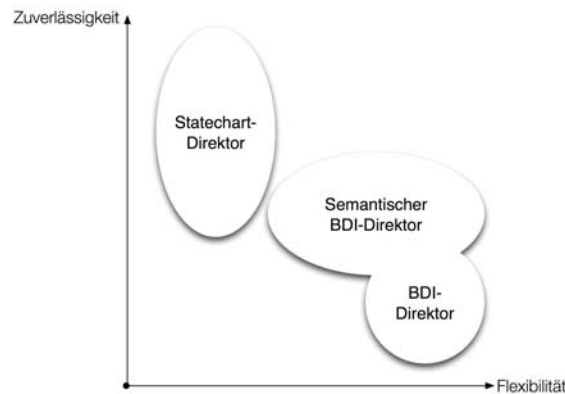 Zuverlässigkeit
Statechart-
Direktor
Semantischer
BDI-Direktor
BDI-
Direktor
Flexibilität